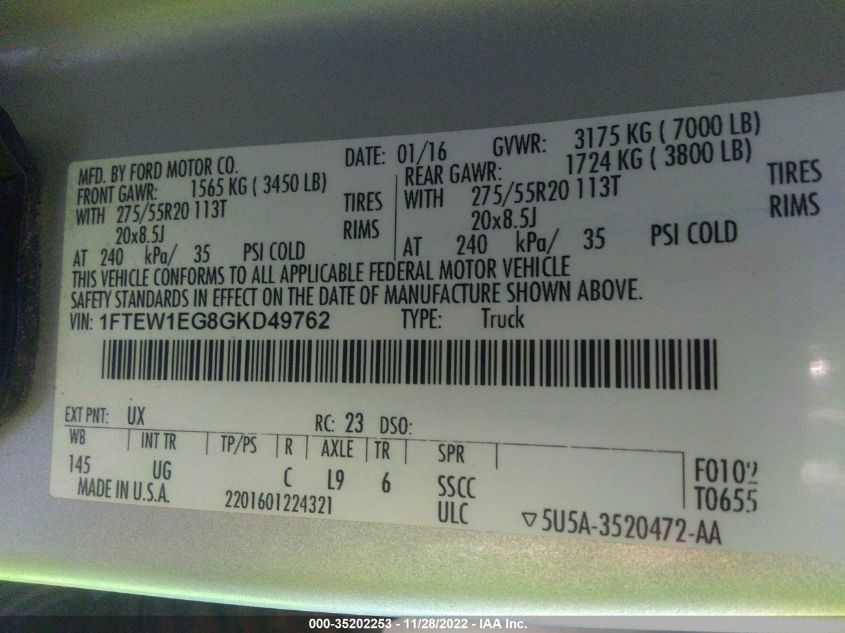 MFD. BY FORD MOTOR CO. DATE: 01/16 GVWR: 3175 KG ( 7000 LB)
FRONT GAWR: 1565 KG ( 3450 LB) REAR GAWR: 1724 KG ( 3800 LB)
WITH 275/55R20 113T TIRES WITH 275/55R20 113T TIRES
20x8.5J RIMS 20x8.5J RIMS
AT 240 kPa/ 35 PSI COLD AT 240 kPa/ 35 PSI COLD
THIS VEHICLE CONFORMS TO ALL APPLICABLE FEDERAL MOTOR VEHICLE
SAFETY STANDARDS IN EFFECT ON THE DATE OF MANUFACTURE SHOWN ABOVE.
VIN: 1FTEW1EG8GKD49762 TYPE: Truck
EXT PNT: UX RC: 23 DSO:
WB INT TR TP/PS R AXLE TR SPR
145 UG C L9 6 SSCC F0102
MADE IN U.S.A. 2201601224321 ULC ▽5U5A-3520472-AA T0655
000-35202253 - 11/28/2022 - IAA Inc.